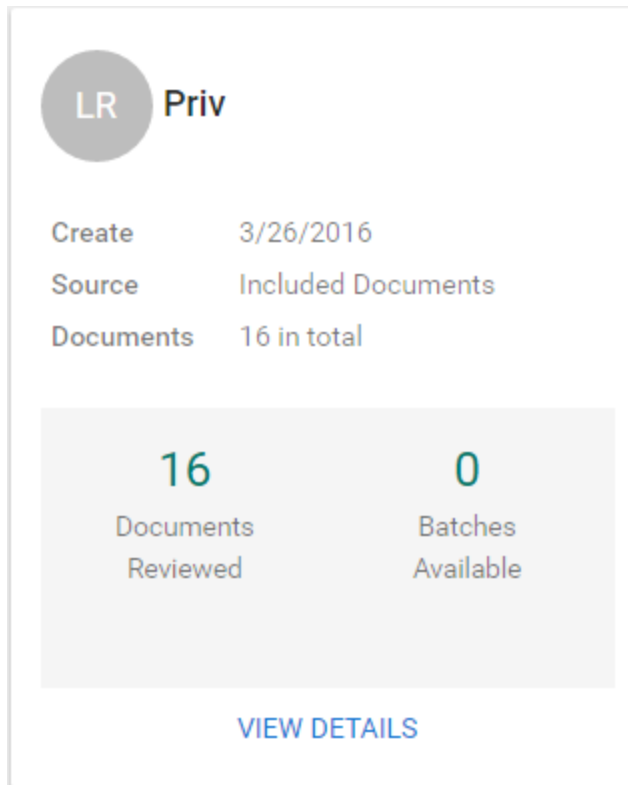 LR Priv
Create 3/26/2016
Source Included Documents
Documents 16 in total
16 0
Documents Batches
Reviewed Available
VIEW DETAILS